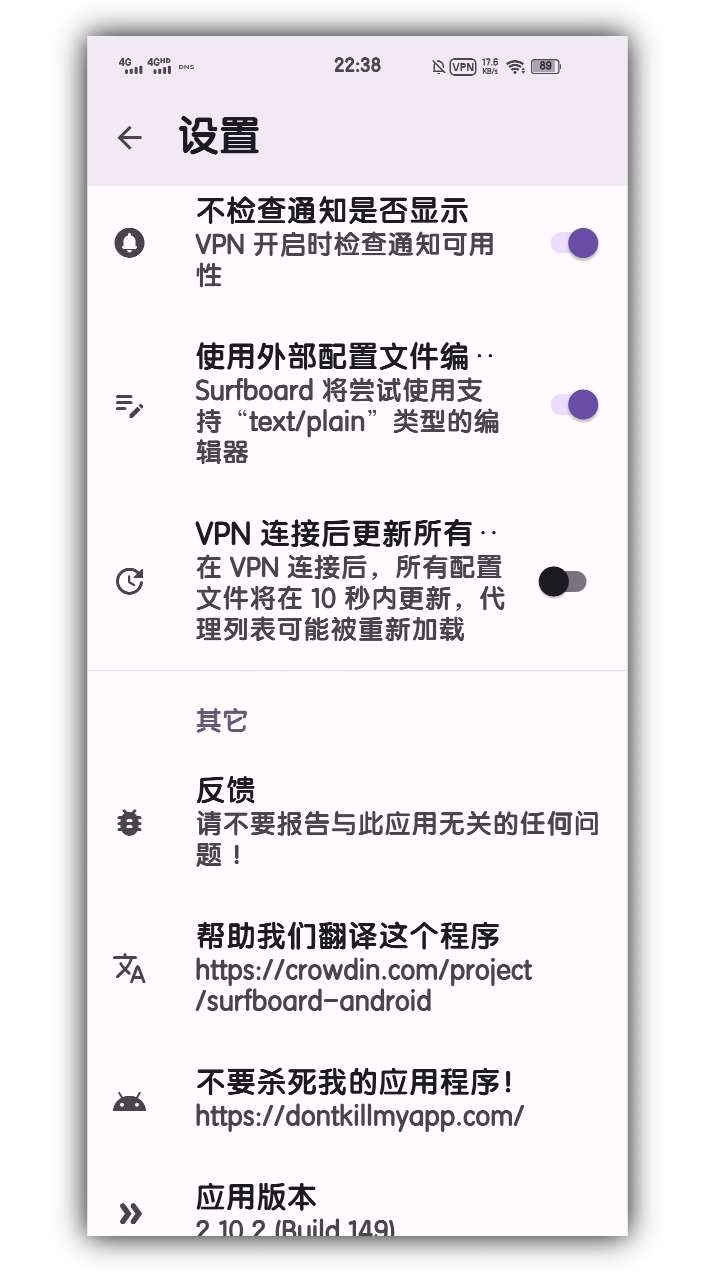 4G 4GHD DNS 22:38 VPN 17.6 KB/s 89
设置
不检查通知是否显示
VPN 开启时检查通知可用
性
使用外部配置文件编··
Surfboard 将尝试使用支
持“text/plain”类型的编
辑器
VPN 连接后更新所有··
在 VPN 连接后，所有配置
文件将在 10 秒内更新，代
理列表可能被重新加载
其它
反馈
请不要报告与此应用无关的任何问
题！
帮助我们翻译这个程序
https://crowdin.com/project
/surfboard-android
不要杀死我的应用程序！
https://dontkillmyapp.com/
应用版本
2.10.2 (Build 149)